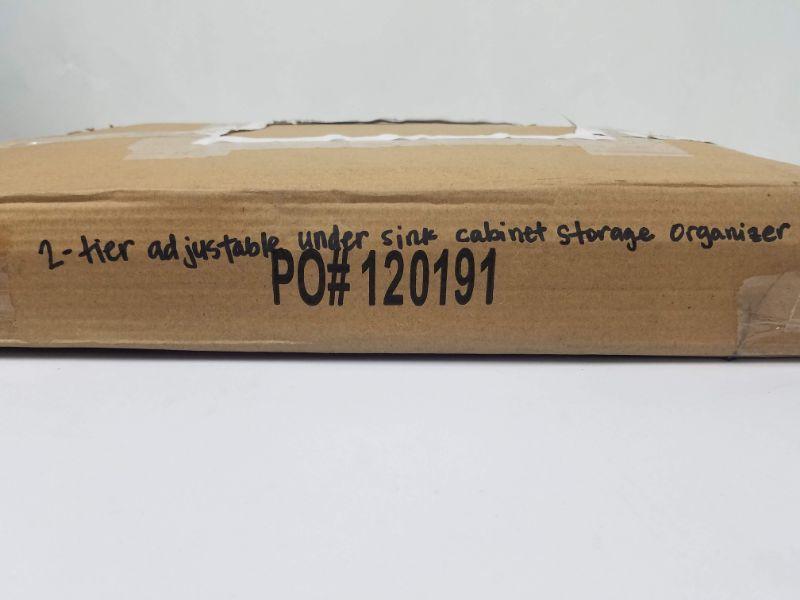 2-tier adjustable under sink cabinet storage organizer
PO# 120191